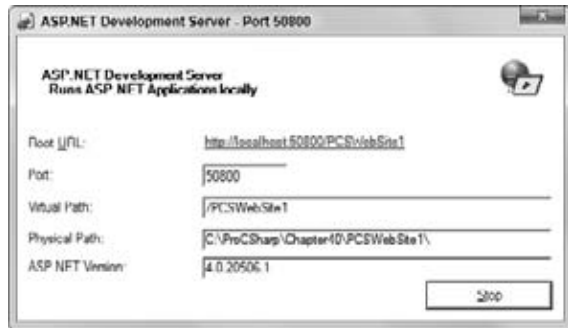 ASP.NET Development Server - Port 50800
ASP.NET Development Server
Runs ASP.NET Applications locally
Root URL: http://localhost:50800/PCSWebSite1
Port: 50800
Virtual Path: /PCSWebSite1
Physical Path: C:\ProCSharp\Chapter40\PCSWebSite1\
ASP.NET Version: 4.0.20506.1
Stop